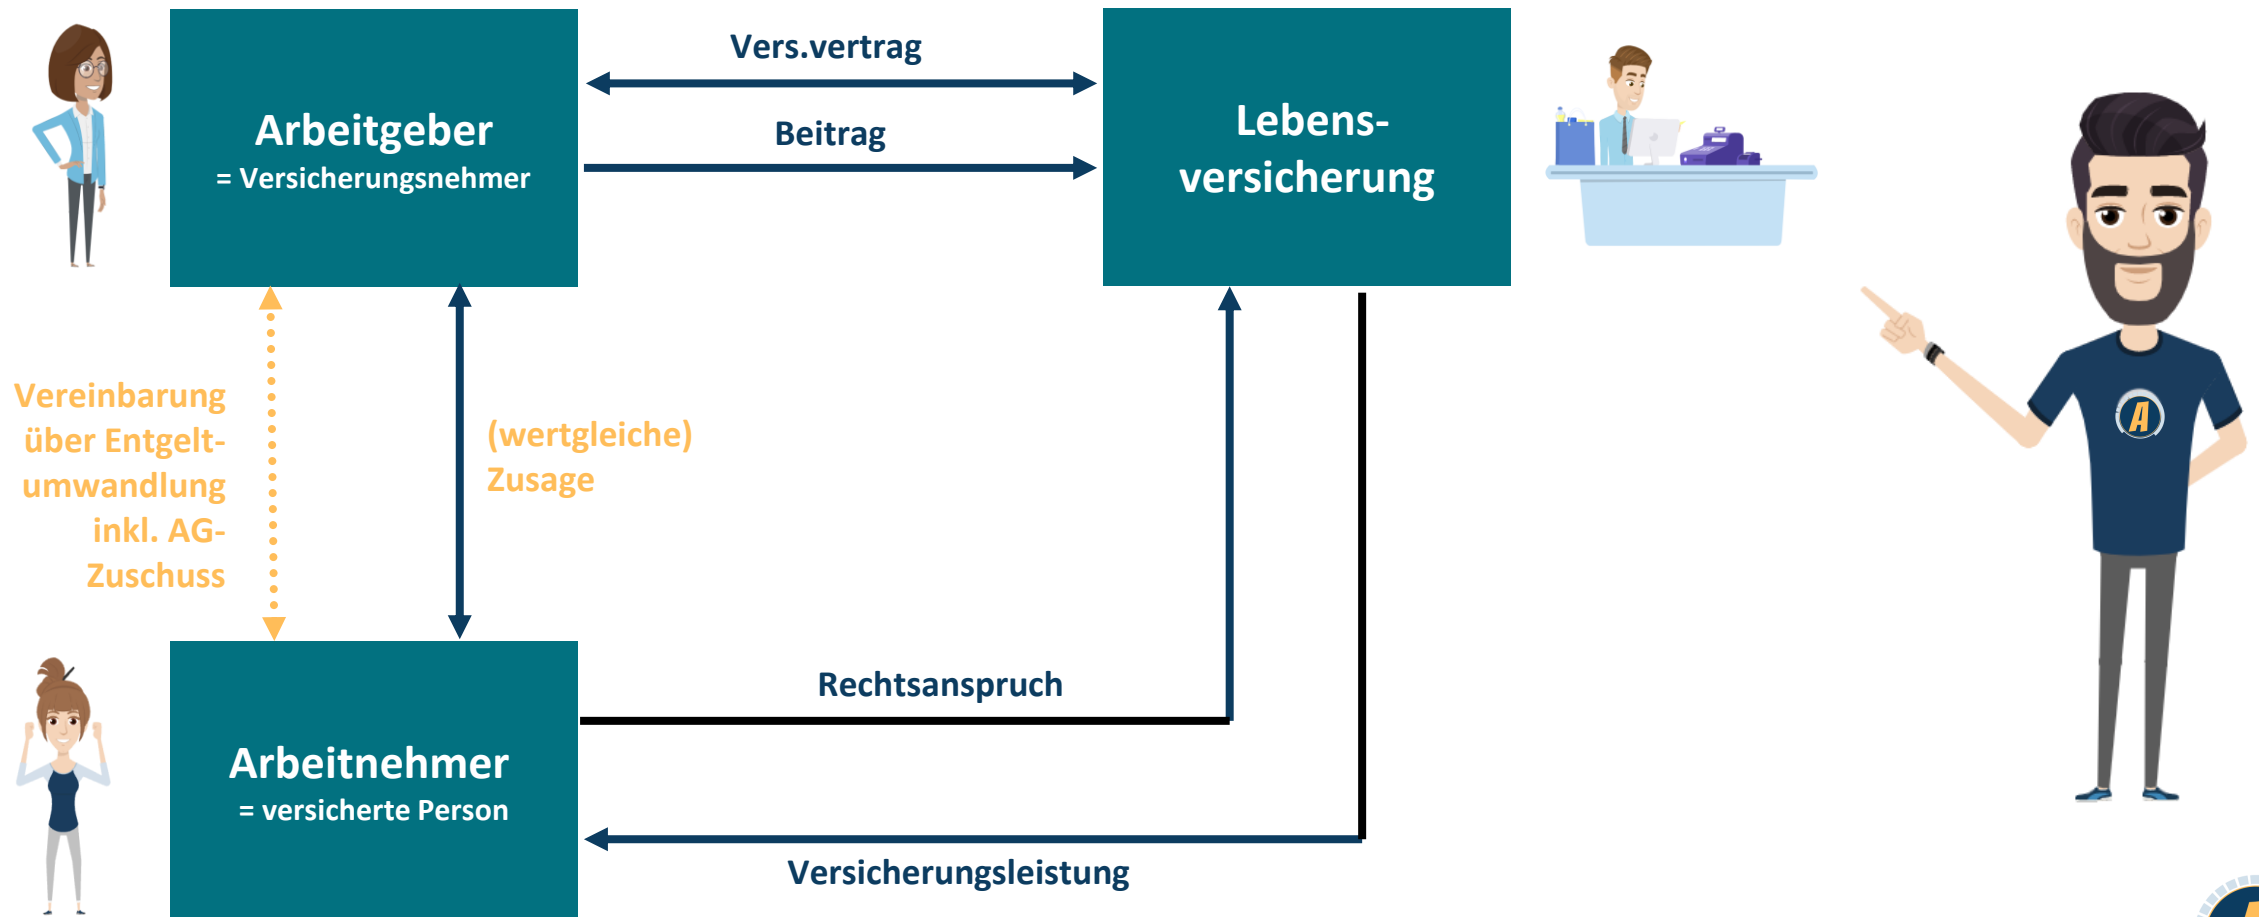 Vers.vertrag
Arbeitgeber
= Versicherungsnehmer
Beitrag
Lebens-
versicherung
Vereinbarung
über Entgelt-
umwandlung
inkl. AG-
Zuschuss
(wertgleiche)
Zusage
A
Rechtsanspruch
Arbeitnehmer
= versicherte Person
Versicherungsleistung